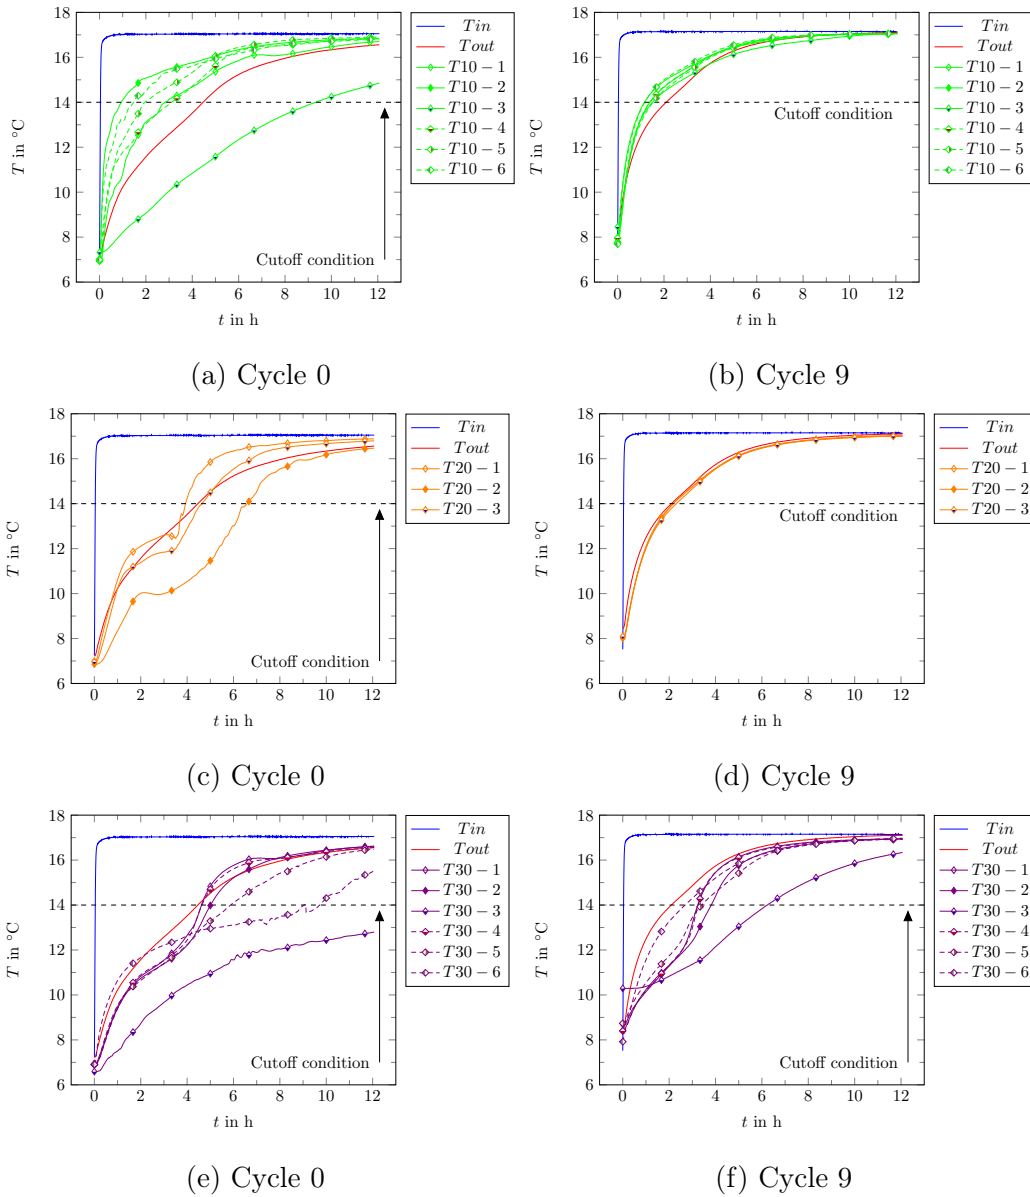 18
16
14
12
10
8
6
T in °C
0 2 4 6 8 10 12
t in h
Cutoff condition
Tin
Tout
T10 − 1
T10 − 2
T10 − 3
T10 − 4
T10 − 5
T10 − 6
(a) Cycle 0
18
16
14
12
10
8
6
T in °C
0 2 4 6 8 10 12
t in h
Cutoff condition
Tin
Tout
T10 − 1
T10 − 2
T10 − 3
T10 − 4
T10 − 5
T10 − 6
(b) Cycle 9
18
16
14
12
10
8
6
T in °C
0 2 4 6 8 10 12
t in h
Cutoff condition
Tin
Tout
T20 − 1
T20 − 2
T20 − 3
(c) Cycle 0
18
16
14
12
10
8
6
T in °C
0 2 4 6 8 10 12
t in h
Cutoff condition
Tin
Tout
T20 − 1
T20 − 2
T20 − 3
(d) Cycle 9
18
16
14
12
10
8
6
T in °C
0 2 4 6 8 10 12
t in h
Cutoff condition
Tin
Tout
T30 − 1
T30 − 2
T30 − 3
T30 − 4
T30 − 5
T30 − 6
(e) Cycle 0
18
16
14
12
10
8
6
T in °C
0 2 4 6 8 10 12
t in h
Cutoff condition
Tin
Tout
T30 − 1
T30 − 2
T30 − 3
T30 − 4
T30 − 5
T30 − 6
(f) Cycle 9